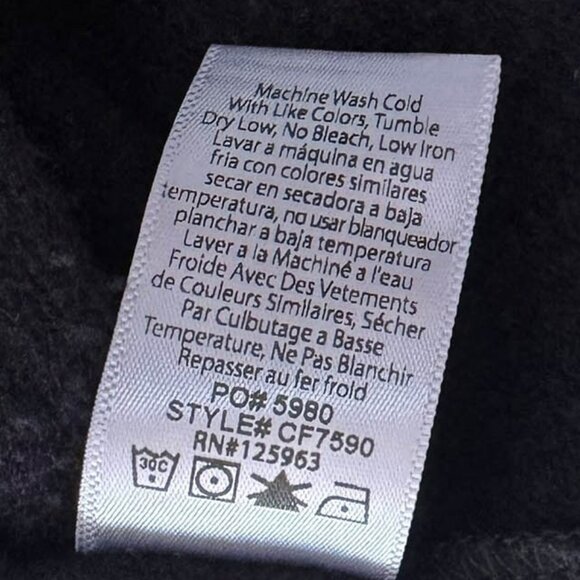 Machine Wash Cold
With Like Colors, Tumble
Dry Low, No Bleach, Low Iron
Lavar a máquina en agua
fria con colores similares
secar en secadora a baja
temperatura, no usar blanqueador
planchar a baja temperatura
Laver a la Machiné a l'eau
Froide Avec Des Vetements
de Couleurs Similaires, Sécher
Par Culbutage a Basse
Temperature, Ne Pas Blanchir
Repasser au fer froid
PO# 5980
STYLE# CF7590
RN#125963
30C